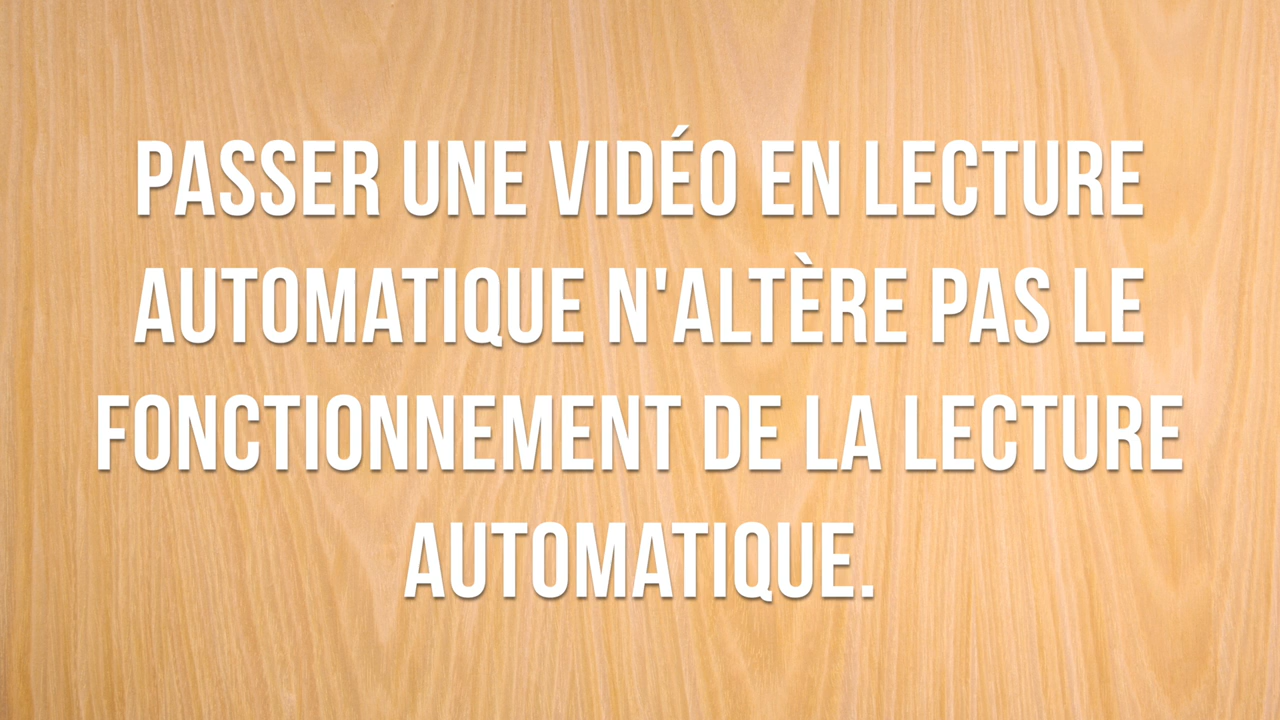 PASSER UNE VIDÉO EN LECTURE
AUTOMATIQUE N'ALTÈRE PAS LE
FONCTIONNEMENT DE LA LECTURE
AUTOMATIQUE.